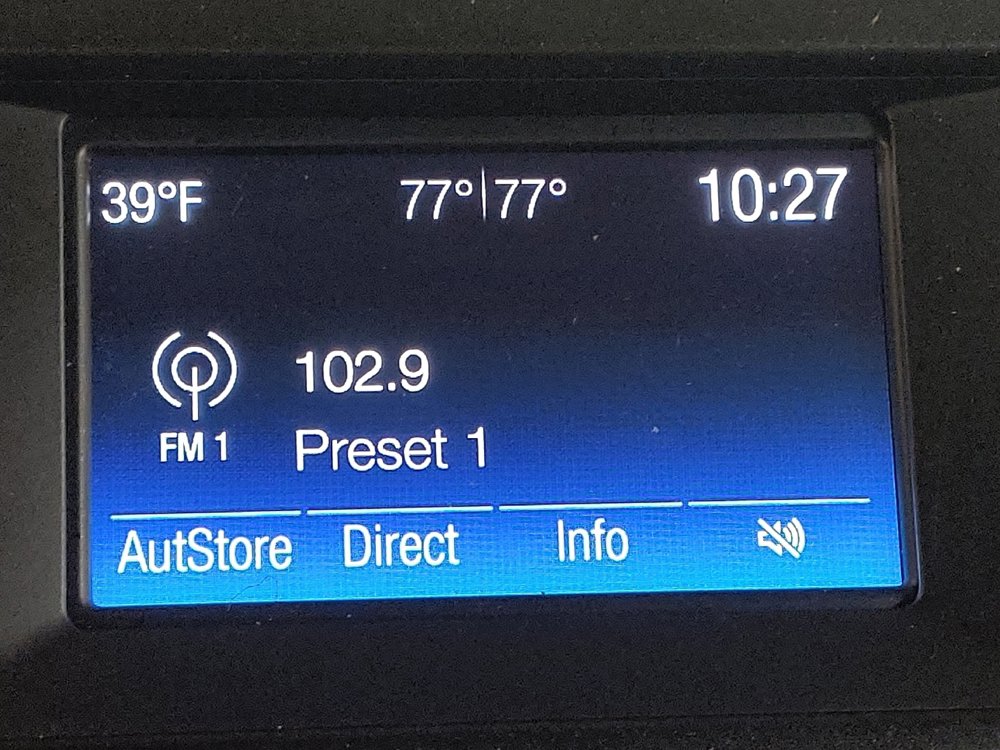 39°F 77°|77° 10:27
102.9
FM 1 Preset 1
AutStore Direct Info